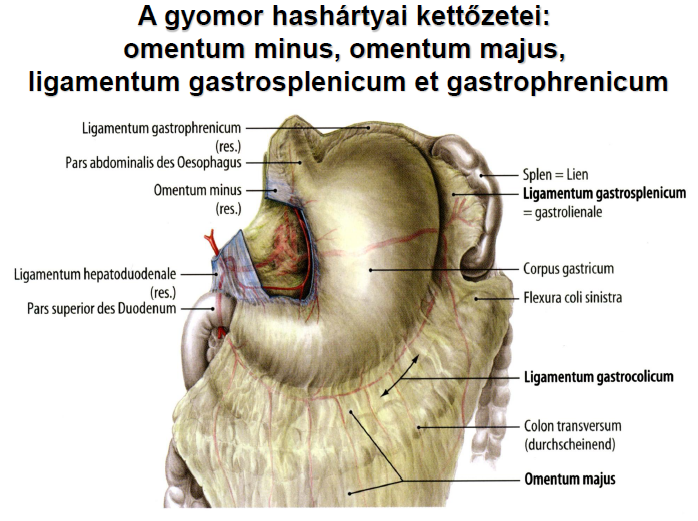 A gyomor hashártyai kettőzetei:
omentum minus, omentum majus,
ligamentum gastrosplenicum et gastrophrenicum
Ligamentum gastrophrenicum
(res.)
Pars abdominalis des Oesophagus
Omentum minus
(res.)
Ligamentum hepatoduodenale
(res.)
Pars superior des Duodenum
Splen = Lien
Ligamentum gastrosplenicum
= gastrolienale
Corpus gastricum
Flexura coli sinistra
Ligamentum gastrocolicum
Colon transversum
(durchscheinend)
Omentum majus